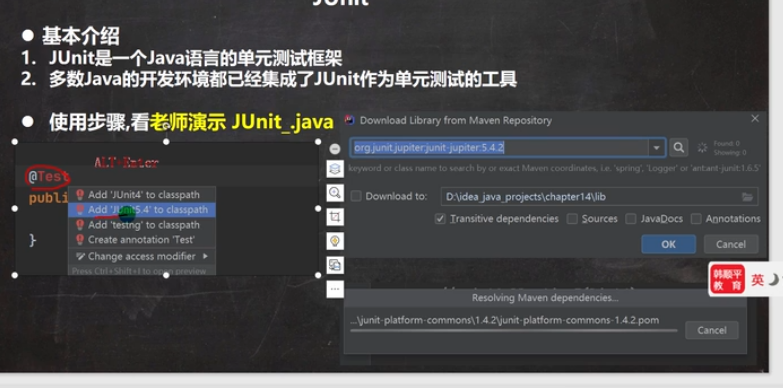 JUnit
● 基本介绍
1. JUnit是一个Java语言的单元测试框架
2. 多数Java的开发环境都已经集成了JUnit作为单元测试的工具
● 使用步骤,看老师演示 JUnit_.java
ALT+Enter
@Test
publi
Add 'JUnit4' to classpath
Add 'JUnit5.4' to classpath
Add 'testng' to classpath
Create annotation 'Test'
Change access modifier
Press Ctrl+Shift+I to open preview
}
Download Library from Maven Repository
org.junit.jupiter:junit-jupiter:5.4.2
Found: 0
Showing: 0
keyword or class name to search by or exact Maven coordinates, i.e. 'spring', 'Logger' or 'ant:ant-junit:1.6.5'
Download to: D:\idea_java_projects\chapter14\lib
Transitive dependencies Sources JavaDocs Annotations
OK Cancel
韩顺平
教育
英
Resolving Maven dependencies...
...\junit-platform-commons\1.4.2\junit-platform-commons-1.4.2.pom
Cancel